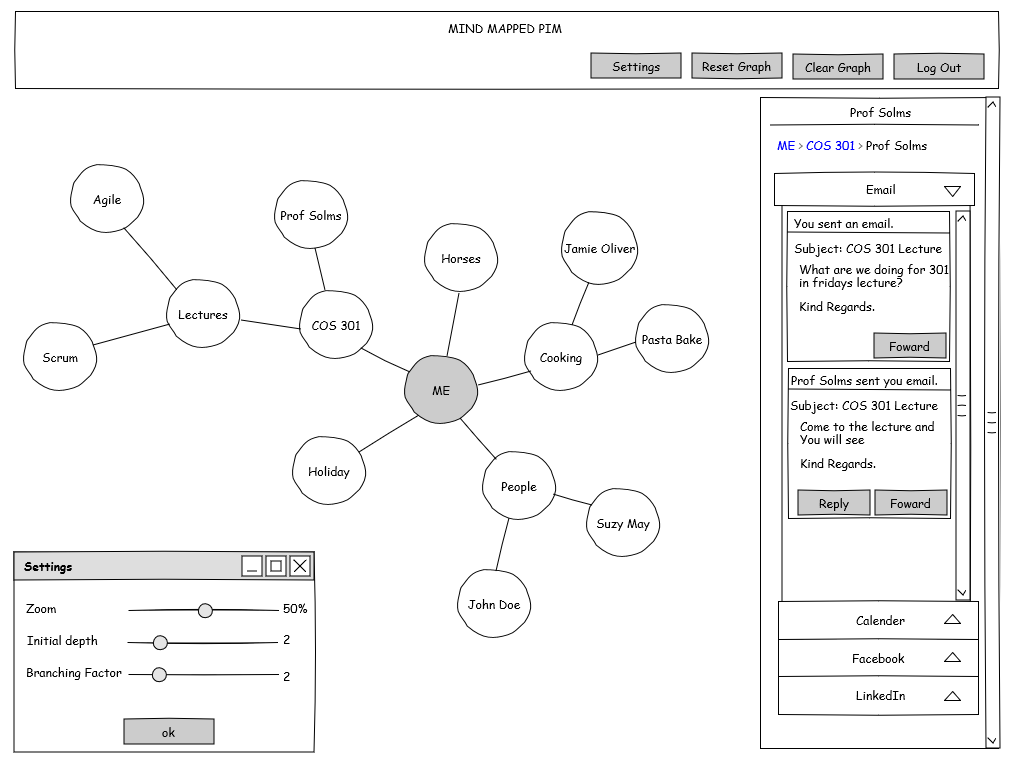 MIND MAPPED PIM
Settings
Reset Graph
Clear Graph
Log Out
Agile
Prof Solms
Horses
Jamie Oliver
Lectures
COS 301
Scrum
Cooking
Pasta Bake
ME
Holiday
People
Suzy May
John Doe
Settings
Zoom
50%
Initial depth
2
Branching Factor
2
ok
Prof Solms
ME > COS 301 > Prof Solms
Email
You sent an email.
Subject: COS 301 Lecture
What are we doing for 301
in fridays lecture?
Kind Regards.
Foward
Prof Solms sent you email.
Subject: COS 301 Lecture
Come to the lecture and
You will see
Kind Regards.
Reply
Foward
Calender
Facebook
LinkedIn